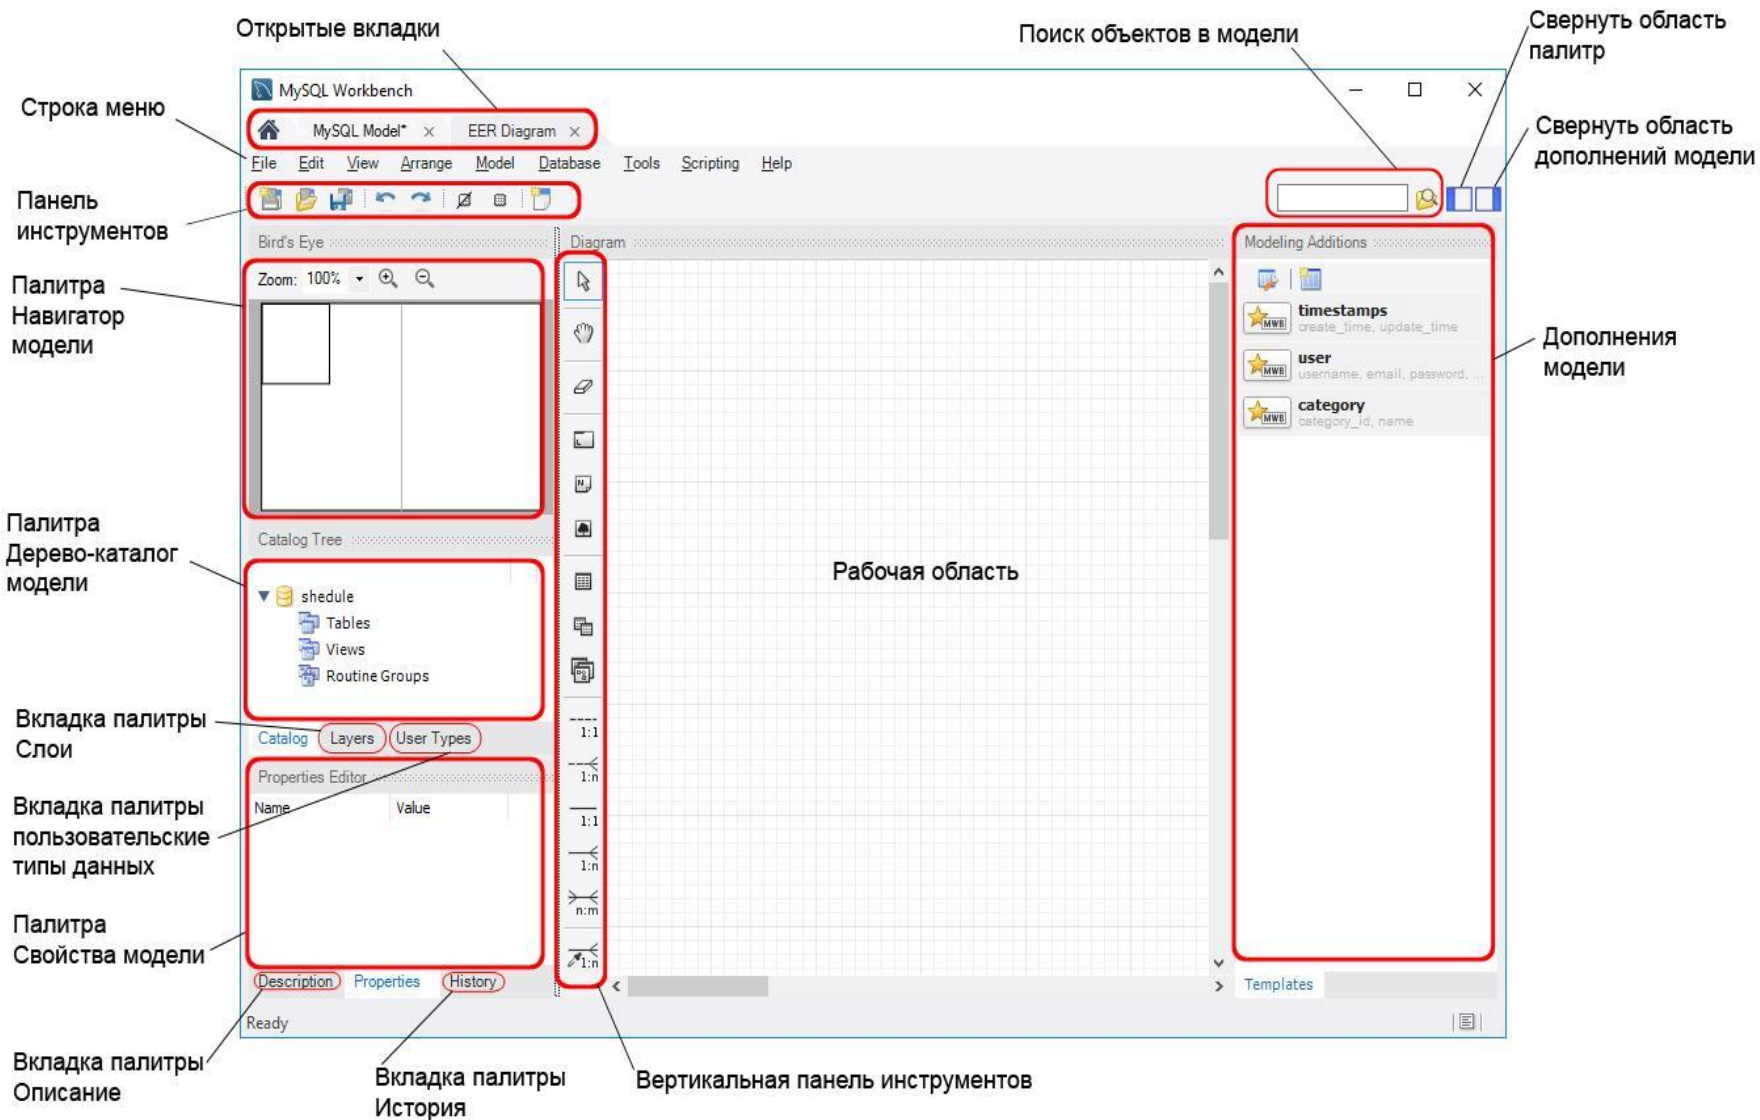 Открытые вкладки
Поиск объектов в модели
Свернуть область
палитр
MySQL Workbench
Строка меню
MySQL Model*
EER Diagram
Свернуть область
дополнений модели
File Edit View Arrange Model Database Tools Scripting Help
Панель
инструментов
Bird's Eye
Diagram
Modeling Additions
Zoom: 100%
Палитра
Навигатор
модели
timestamps
create_time, update_time
user
username, email, password, ...
category
category_id, name
MWB
MWB
MWB
Дополнения
модели
Палитра
Дерево-каталог
модели
Catalog Tree
shedule
Tables
Views
Routine Groups
Рабочая область
Вкладка палитры
Слои
Catalog Layers User Types
Properties Editor
Name Value
Вкладка палитры
пользовательские
типы данных
1:1
1:n
1:1
1:n
n:m
1:n
Палитра
Свойства модели
Description Properties History
Templates
Ready
Вкладка палитры
Описание
Вкладка палитры
История
Вертикальная панель инструментов